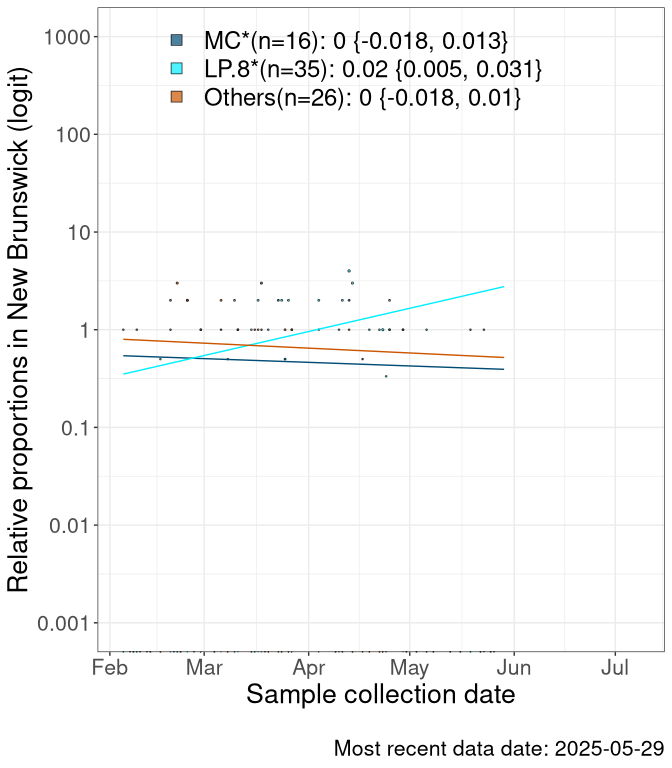 Relative proportions in New Brunswick (logit)
1000
100
10
1
0.1
0.01
0.001
MC*(n=16): 0 {-0.018, 0.013}
LP.8*(n=35): 0.02 {0.005, 0.031}
Others(n=26): 0 {-0.018, 0.01}
Feb Mar Apr May Jun Jul
Sample collection date
Most recent data date: 2025-05-29